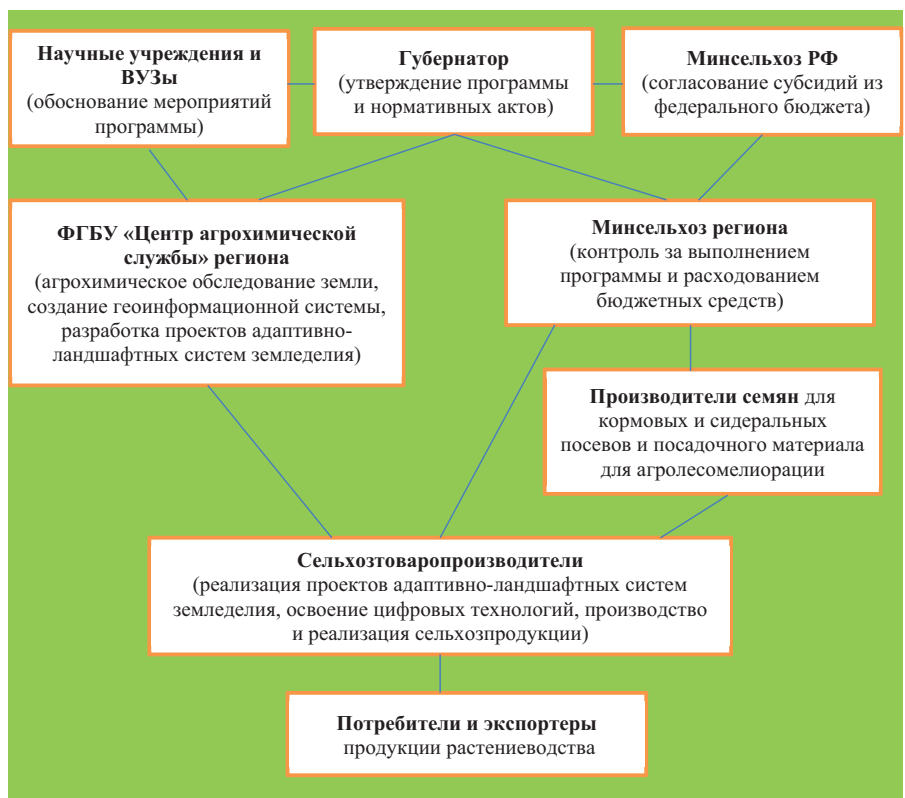 Научные учреждения и
ВУЗы
(обоснование мероприятий
программы)
Губернатор
(утверждение программы
и нормативных актов)
Минсельхоз РФ
(согласование субсидий из
федерального бюджета)
ФГБУ «Центр агрохимической
службы» региона
(агрохимическое обследование земли,
создание геоинформационной системы,
разработка проектов адаптивно-
ландшафтных систем земледелия)
Минсельхоз региона
(контроль за выполнением
программы и расходованием
бюджетных средств)
Производители семян для
кормовых и сидеральных
посевов и посадочного материала
для агролесомелиорации
Сельхозтоваропроизводители
(реализация проектов адаптивно-ландшафтных систем
земледелия, освоение цифровых технологий, производство
и реализация сельхозпродукции)
Потребители и экспортеры
продукции растениеводства